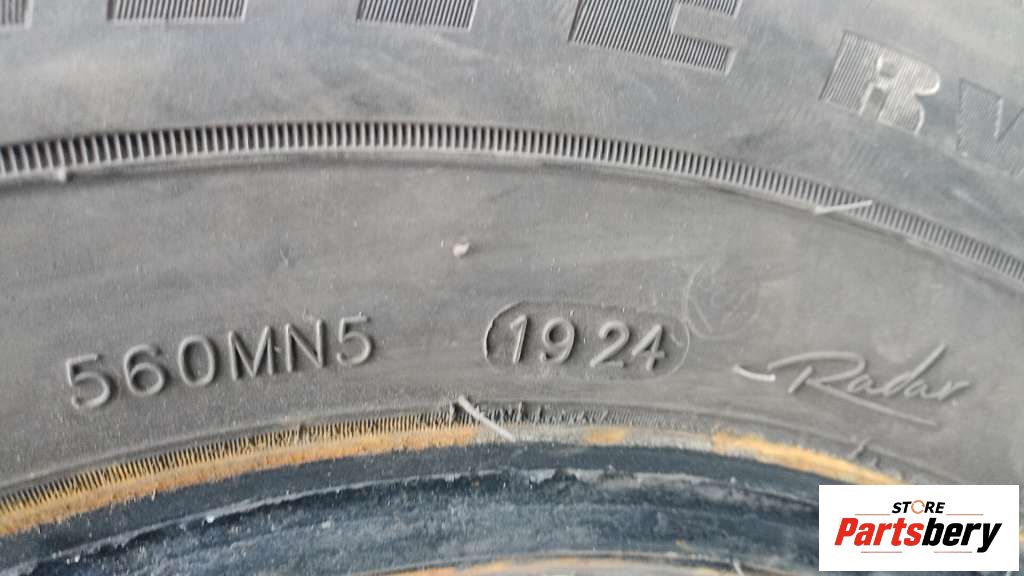 R
560MN5
1924
Radar
STORE
Partsbery